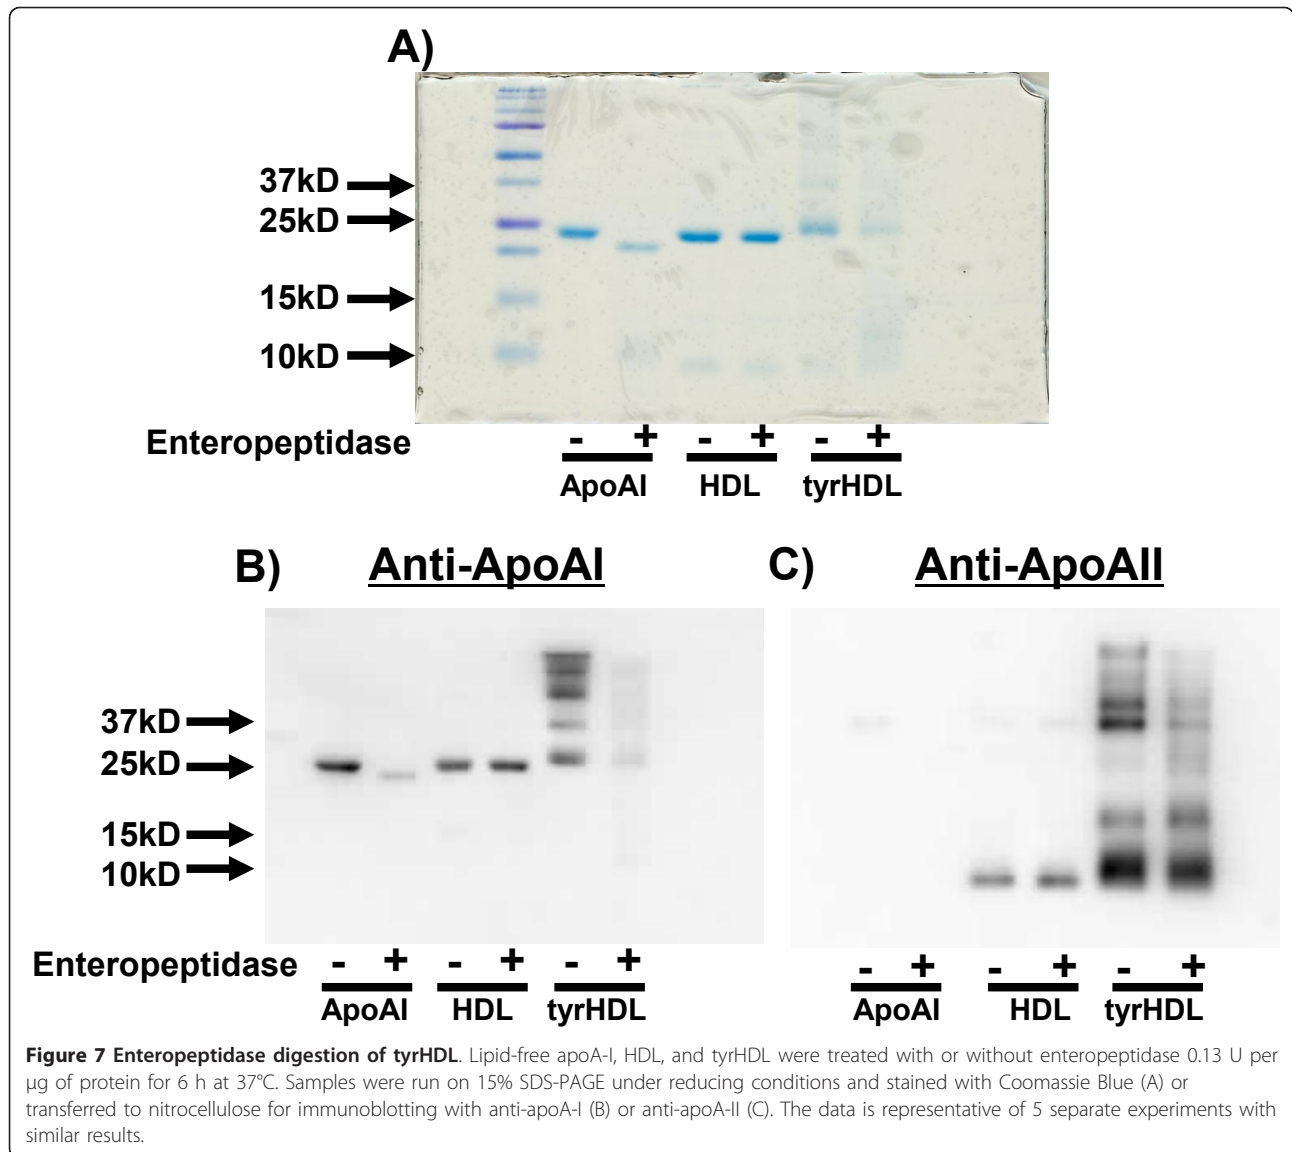 A)
37kD
25kD
15kD
10kD
Enteropeptidase - + - + - +
ApoAI HDL tyrHDL
B) Anti-ApoAI
C) Anti-ApoAII
37kD
25kD
15kD
10kD
Enteropeptidase - + - + - + - + - + - +
ApoAI HDL tyrHDL ApoAI HDL tyrHDL
Figure 7 Enteropeptidase digestion of tyrHDL. Lipid-free apoA-I, HDL, and tyrHDL were treated with or without enteropeptidase 0.13 U per
μg of protein for 6 h at 37°C. Samples were run on 15% SDS-PAGE under reducing conditions and stained with Coomassie Blue (A) or
transferred to nitrocellulose for immunoblotting with anti-apoA-I (B) or anti-apoA-II (C). The data is representative of 5 separate experiments with
similar results.